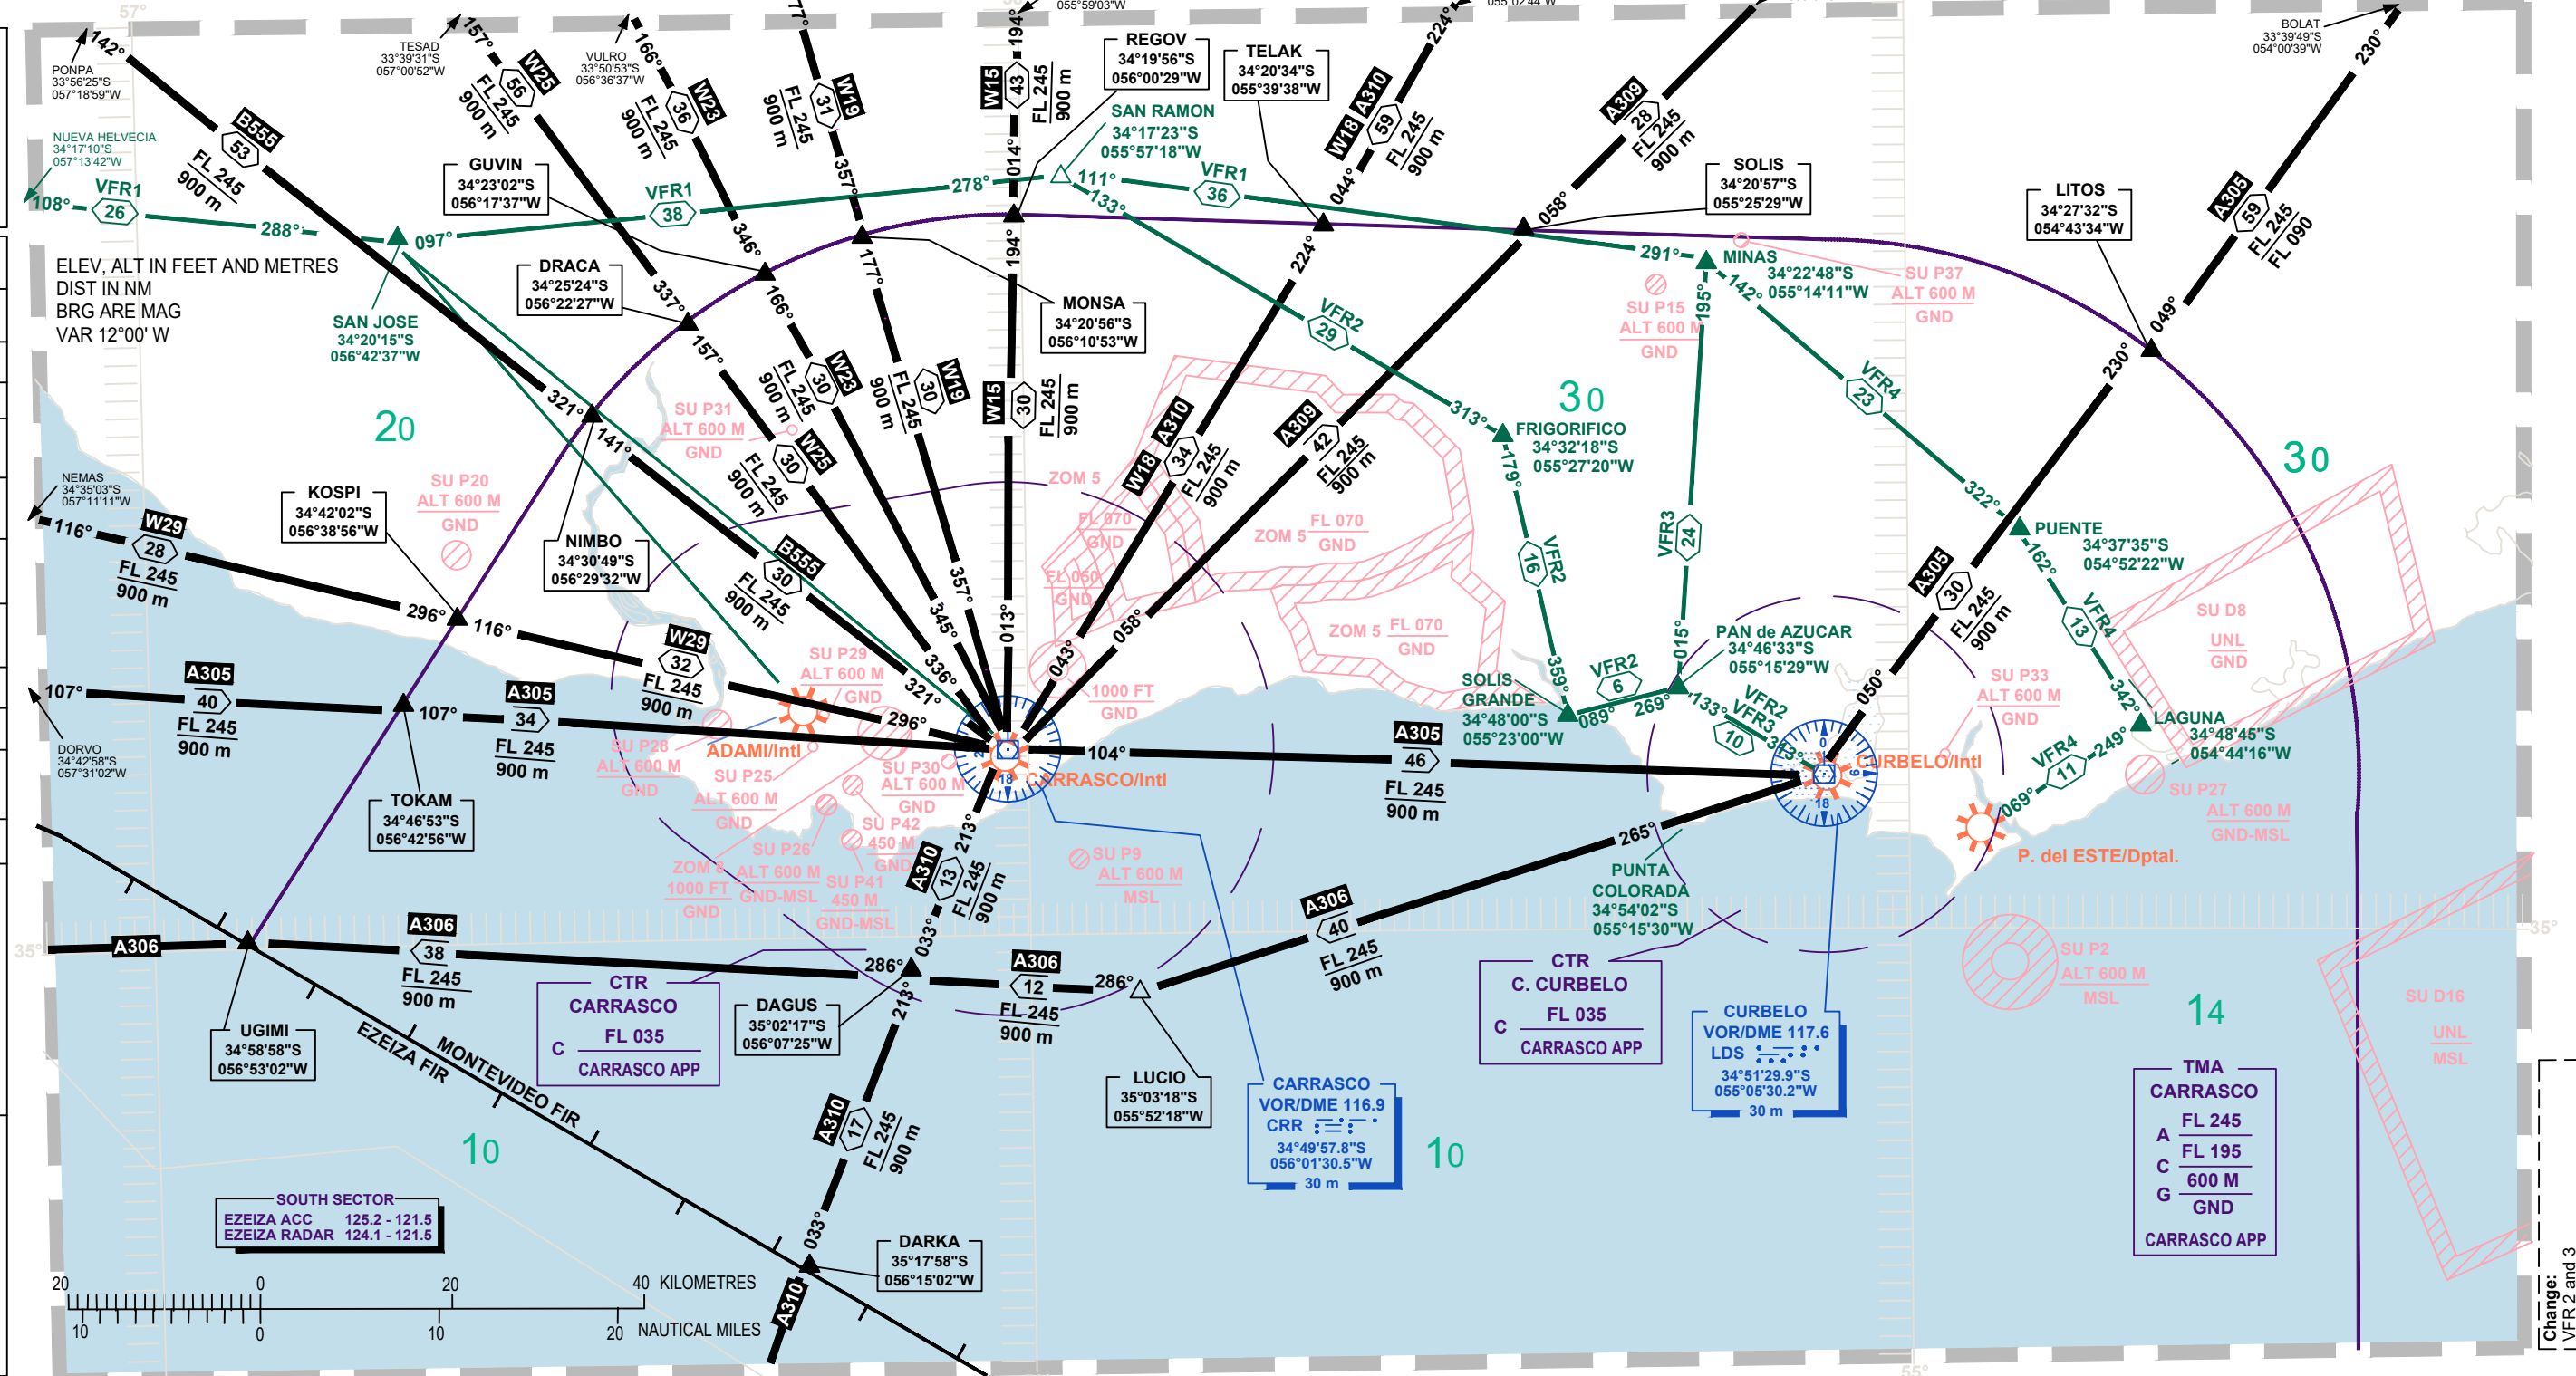 57°
055°59'03"W
055°02'44"W
BOLAT
33°39'49"S
054°00'39"W
230°
142°
PONPA
33°56'25"S
057°18'59"W
TESAD
33°39'31"S
057°00'52"W
157°
W25
56
FL 245
900 m
VULRO
33°50'53"S
056°36'37"W
166°
W23
36
FL 245
900 m
77°
W19
31
FL 245
900 m
357°
194°
W15
43
FL 245
900 m
014°
REGOV
34°19'56"S
056°00'29"W
TELAK
34°20'34"S
055°39'38"W
224°
W18 A310
59
FL 245
900 m
044°
A309
28
FL 245
900 m
058°
SAN RAMON
34°17'23"S
055°57'18"W
NUEVA HELVECIA
34°17'10"S
057°13'42"W
B555
53
FL 245
900 m
108°
VFR1
26
288°
097°
VFR1
38
278°
111°
VFR1
36
133°
GUVIN
34°23'02"S
056°17'37"W
SOLIS
34°20'57"S
055°25'29"W
LITOS
34°27'32"S
054°43'34"W
A305
59
FL 245
FL 090
049°
ELEV, ALT IN FEET AND METRES
DIST IN NM
BRG ARE MAG
VAR 12°00' W
DRACA
34°25'24"S
056°22'27"W
337°
346°
177°
194°
224°
291°
MINAS
34°22'48"S
055°14'11"W
SU P37
ALT 600 M
GND
SU P15
ALT 600 M
GND
195°
142°
SAN JOSE
34°20'15"S
056°42'37"W
MONSA
34°20'56"S
056°10'53"W
VFR2
29
157°
166°
321°
141°
20
SU P31
ALT 600 M
GND
W23
30
FL 245
900 m
W19
30
FL 245
900 m
W15
30
FL 245
900 m
W25
30
FL 245
900 m
W18 A310
34
FL 245
900 m
A309
42
FL 245
900 m
313°
30
FRIGORIFICO
34°32'18"S
055°27'20"W
VFR4
23
230°
30
NEMAS
34°35'03"S
057°11'11"W
SU P20
ALT 600 M
GND
KOSPI
34°42'02"S
056°38'56"W
NIMBO
34°30'49"S
056°29'32"W
116°
W29
28
FL 245
900 m
296°
116°
B555
30
FL 245
900 m
ZOM 5
FL 070
GND
ZOM 5 FL 070
GND
FL 050
GND
ZOM 5 FL 070
GND
179°
VFR2
16
359°
VFR3
24
015°
322°
PUENTE
34°37'35"S
054°52'22"W
162°
VFR4
13
342°
A305
30
FL 245
900 m
050°
SU D8
UNL
GND
W29
32
FL 245
900 m
296°
321°
336°
345°
357°
013°
043°
058°
1000 FT
GND
SU P29
ALT 600 M
GND
107°
A305
40
FL 245
900 m
107°
A305
34
FL 245
900 m
DORVO
34°42'58"S
057°31'02"W
SOLIS
GRANDE
34°48'00"S
055°23'00"W
VFR2
6
089°
269°
PAN de AZUCAR
34°46'33"S
055°15'29"W
133°
VFR2
VFR3
10
313°
SU P33
ALT 600 M
GND
LAGUNA
34°48'45"S
054°44'16"W
249°
VFR4
11
069°
SU P28
ALT 600 M
GND
ADAMI/Intl
SU P25
ALT 600 M
GND
SU P30
ALT 600 M
GND
18
CARRASCO/Intl
104°
A305
46
FL 245
900 m
0
18
CURBELO/Intl
SU P27
ALT 600 M
GND-MSL
P. del ESTE/Dptal.
TOKAM
34°46'53"S
056°42'56"W
SU P42
450 M
GND
SU P26
ALT 600 M
GND-MSL
ZOM 8
1000 FT
GND
SU P41
450 M
GND-MSL
213°
A310
13
FL 245
900 m
033°
SU P9
ALT 600 M
MSL
A306
40
FL 245
900 m
265°
PUNTA
COLORADA
34°54'02"S
055°15'30"W
35°
A306
A306
38
FL 245
900 m
286°
A306
12
FL 245
900 m
286°
35°
SU P2
ALT 600 M
MSL
14
SU D16
UNL
MSL
CTR
CARRASCO
C
FL 035
CARRASCO APP
DAGUS
35°02'17"S
056°07'25"W
213°
CTR
C. CURBELO
C
FL 035
CARRASCO APP
CURBELO
VOR/DME 117.6
LDS
34°51'29.9"S
055°05'30.2"W
30 m
UGIMI
34°58'58"S
056°53'02"W
MONTEVIDEO FIR
EZEIZA FIR
LUCIO
35°03'18"S
055°52'18"W
CARRASCO
VOR/DME 116.9
CRR
34°49'57.8"S
056°01'30.5"W
30 m
TMA
CARRASCO
A
FL 245
FL 195
C
600 M
G
GND
CARRASCO APP
10
A310
17
FL 245
900 m
10
SOUTH SECTOR
EZEIZA ACC 125.2 - 121.5
EZEIZA RADAR 124.1 - 121.5
033°
DARKA
35°17'58"S
056°15'02"W
A310
20 0 20 40 KILOMETRES
10 0 10 20 NAUTICAL MILES
55°
Change:
VFR 2 and 3